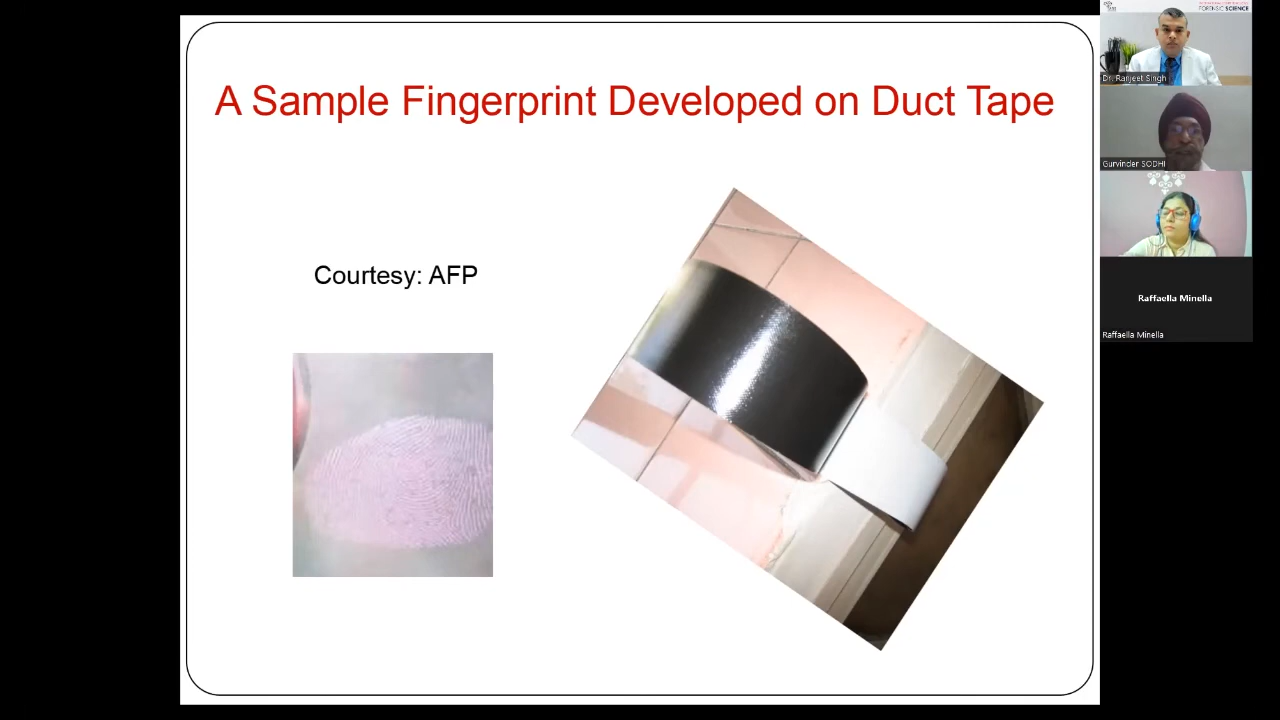 A Sample Fingerprint Developed on Duct Tape
Courtesy: AFP
FORENSIC SCIENCE
Dr. Ranjeet Singh
Gurvinder SODHI
Raffaella Minella
Raffaella Minella